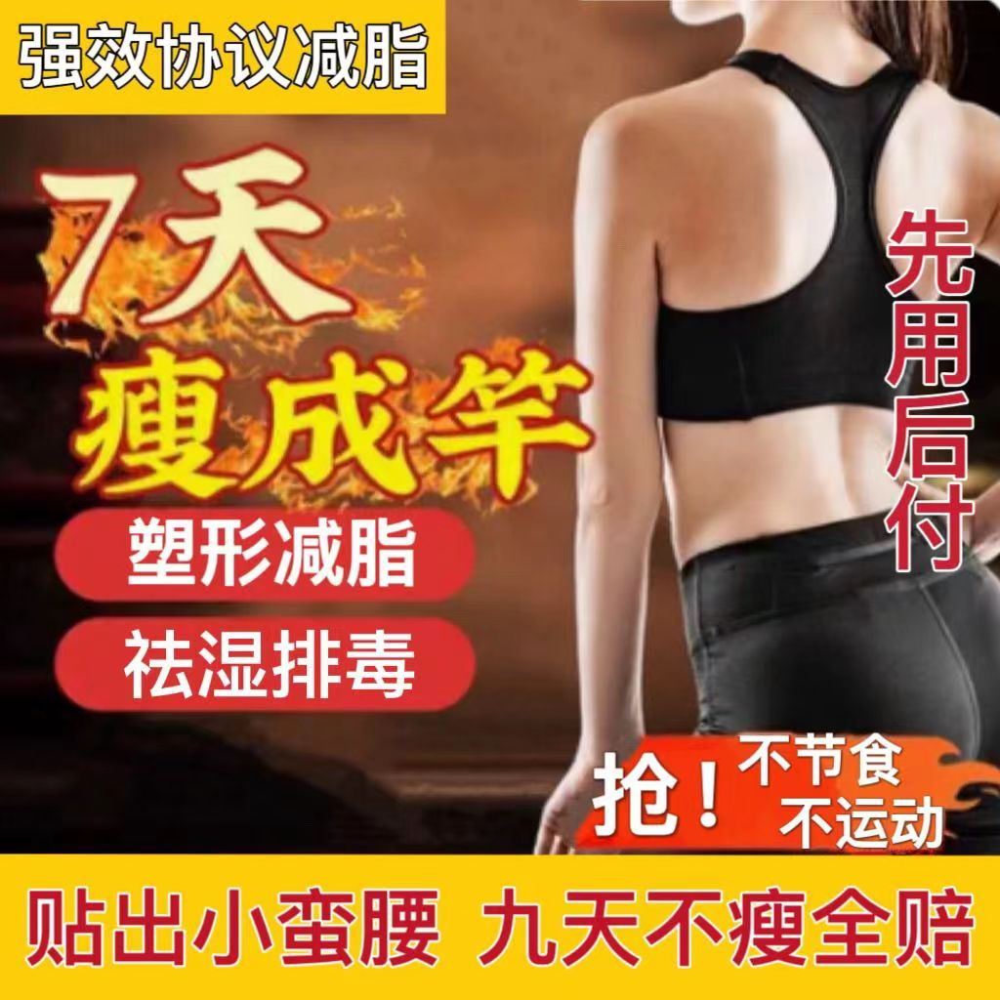 强效协议减脂
7天
瘦成竿
塑形减脂
祛湿排毒
先用后付
抢！
不节食
不运动
贴出小蛮腰 九天不瘦全赔